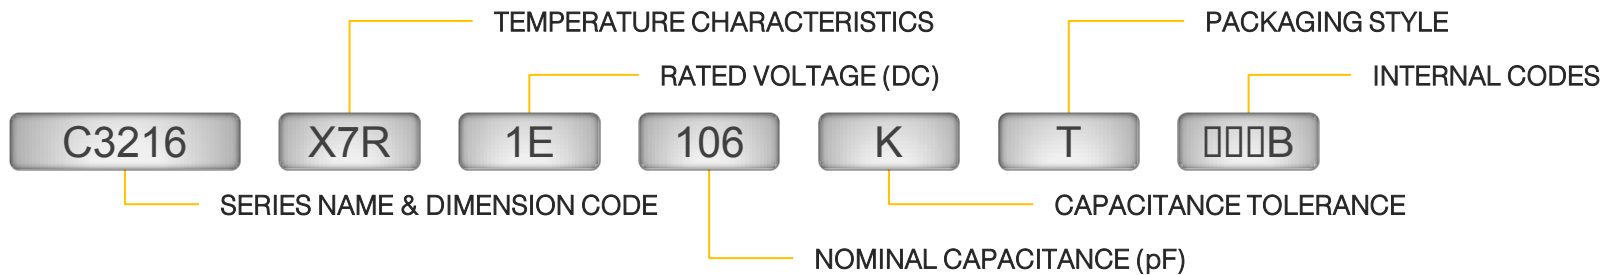 TEMPERATURE CHARACTERISTICS
PACKAGING STYLE
RATED VOLTAGE (DC)
INTERNAL CODES
C3216 X7R 1E 106 K T □□□B
SERIES NAME & DIMENSION CODE
CAPACITANCE TOLERANCE
NOMINAL CAPACITANCE (pF)